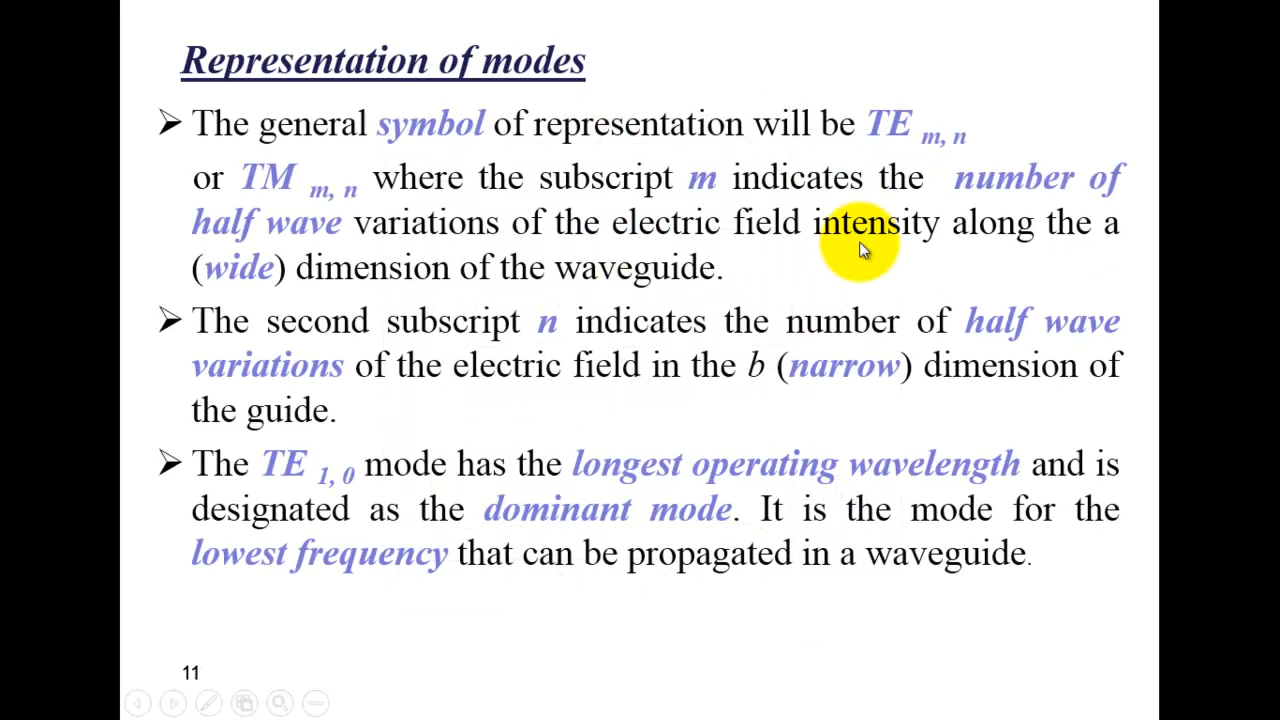 Representation of modes
➢ The general symbol of representation will be TE m, n
or TM m, n where the subscript m indicates the number of
half wave variations of the electric field intensity along the a
(wide) dimension of the waveguide.
➢ The second subscript n indicates the number of half wave
variations of the electric field in the b (narrow) dimension of
the guide.
➢ The TE 1, 0 mode has the longest operating wavelength and is
designated as the dominant mode. It is the mode for the
lowest frequency that can be propagated in a waveguide.
11